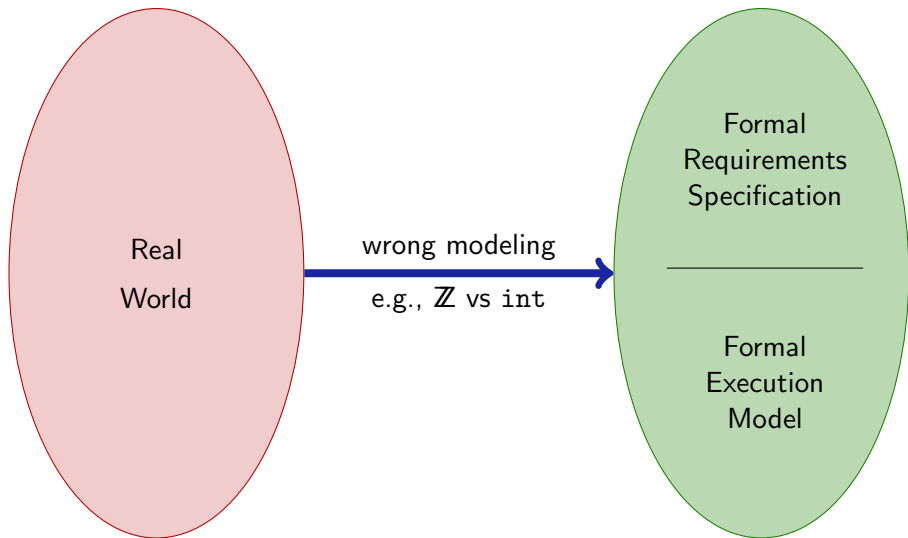 Real
World
wrong modeling
e.g., ℤ vs int
Formal
Requirements
Specification
Formal
Execution
Model